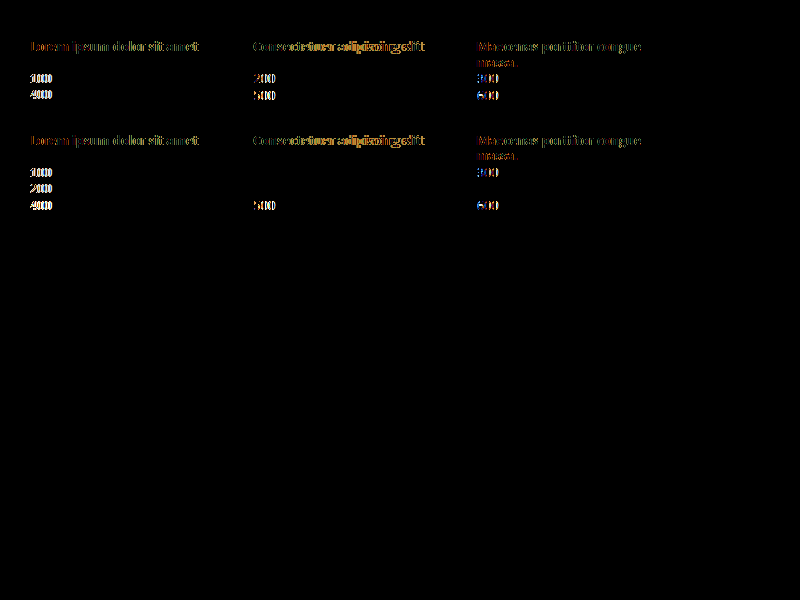 Lorem ipsum dolor sit amet Consectetuer adipiscing elit Maecenas porttitor congue
massa.
100 200 300
400 500 600
Lorem ipsum dolor sit amet Consectetuer adipiscing elit Maecenas porttitor congue
massa.
100 300
200
400 500 600